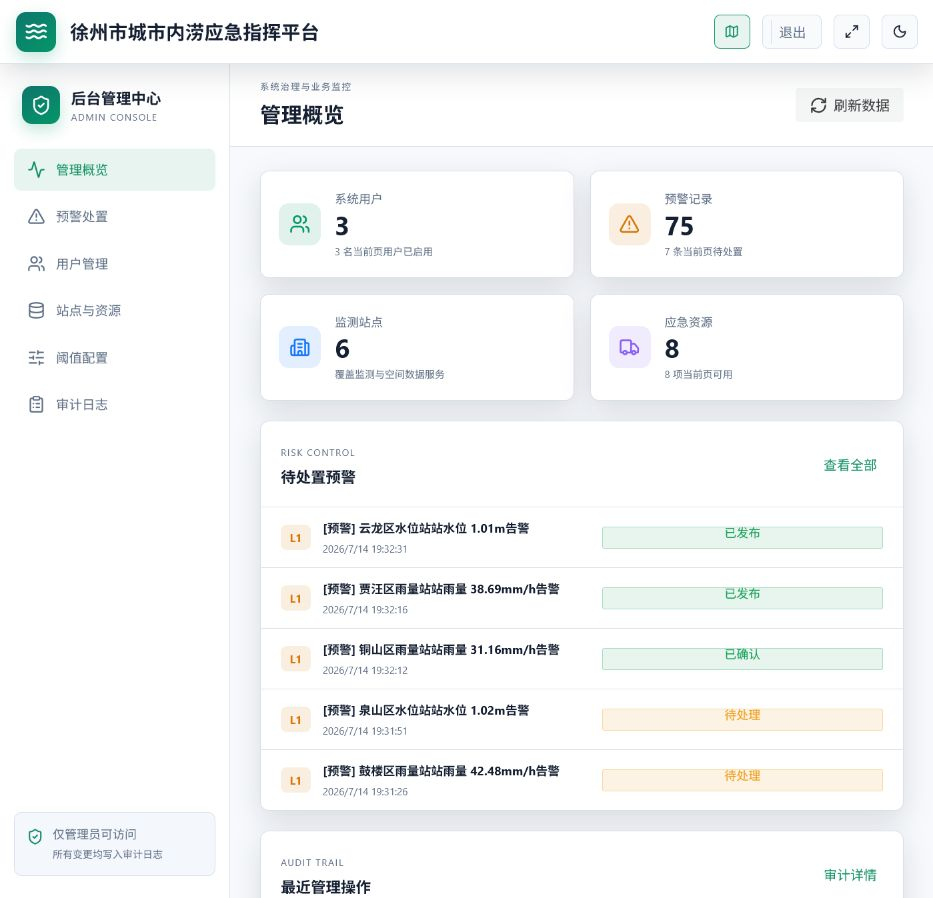 徐州市城市内涝应急指挥平台
退出
后台管理中心
ADMIN CONSOLE
管理概览
预警处置
用户管理
站点与资源
阈值配置
审计日志
仅管理员可访问
所有变更均写入审计日志
系统治理与业务监控
管理概览
刷新数据
系统用户
3
3 名当前页用户已启用
预警记录
75
7 条当前页待处置
监测站点
6
覆盖监测与空间数据服务
应急资源
8
8 项当前页可用
RISK CONTROL
待处置预警
查看全部
L1
[预警] 云龙区水位站站水位 1.01m告警
2026/7/14 19:32:31
已发布
L1
[预警] 贾汪区雨量站站雨量 38.69mm/h告警
2026/7/14 19:32:16
已发布
L1
[预警] 铜山区雨量站站雨量 31.16mm/h告警
2026/7/14 19:32:12
已确认
L1
[预警] 泉山区水位站站水位 1.02m告警
2026/7/14 19:31:51
待处理
L1
[预警] 鼓楼区雨量站站雨量 42.48mm/h告警
2026/7/14 19:31:26
待处理
AUDIT TRAIL
最近管理操作
审计详情